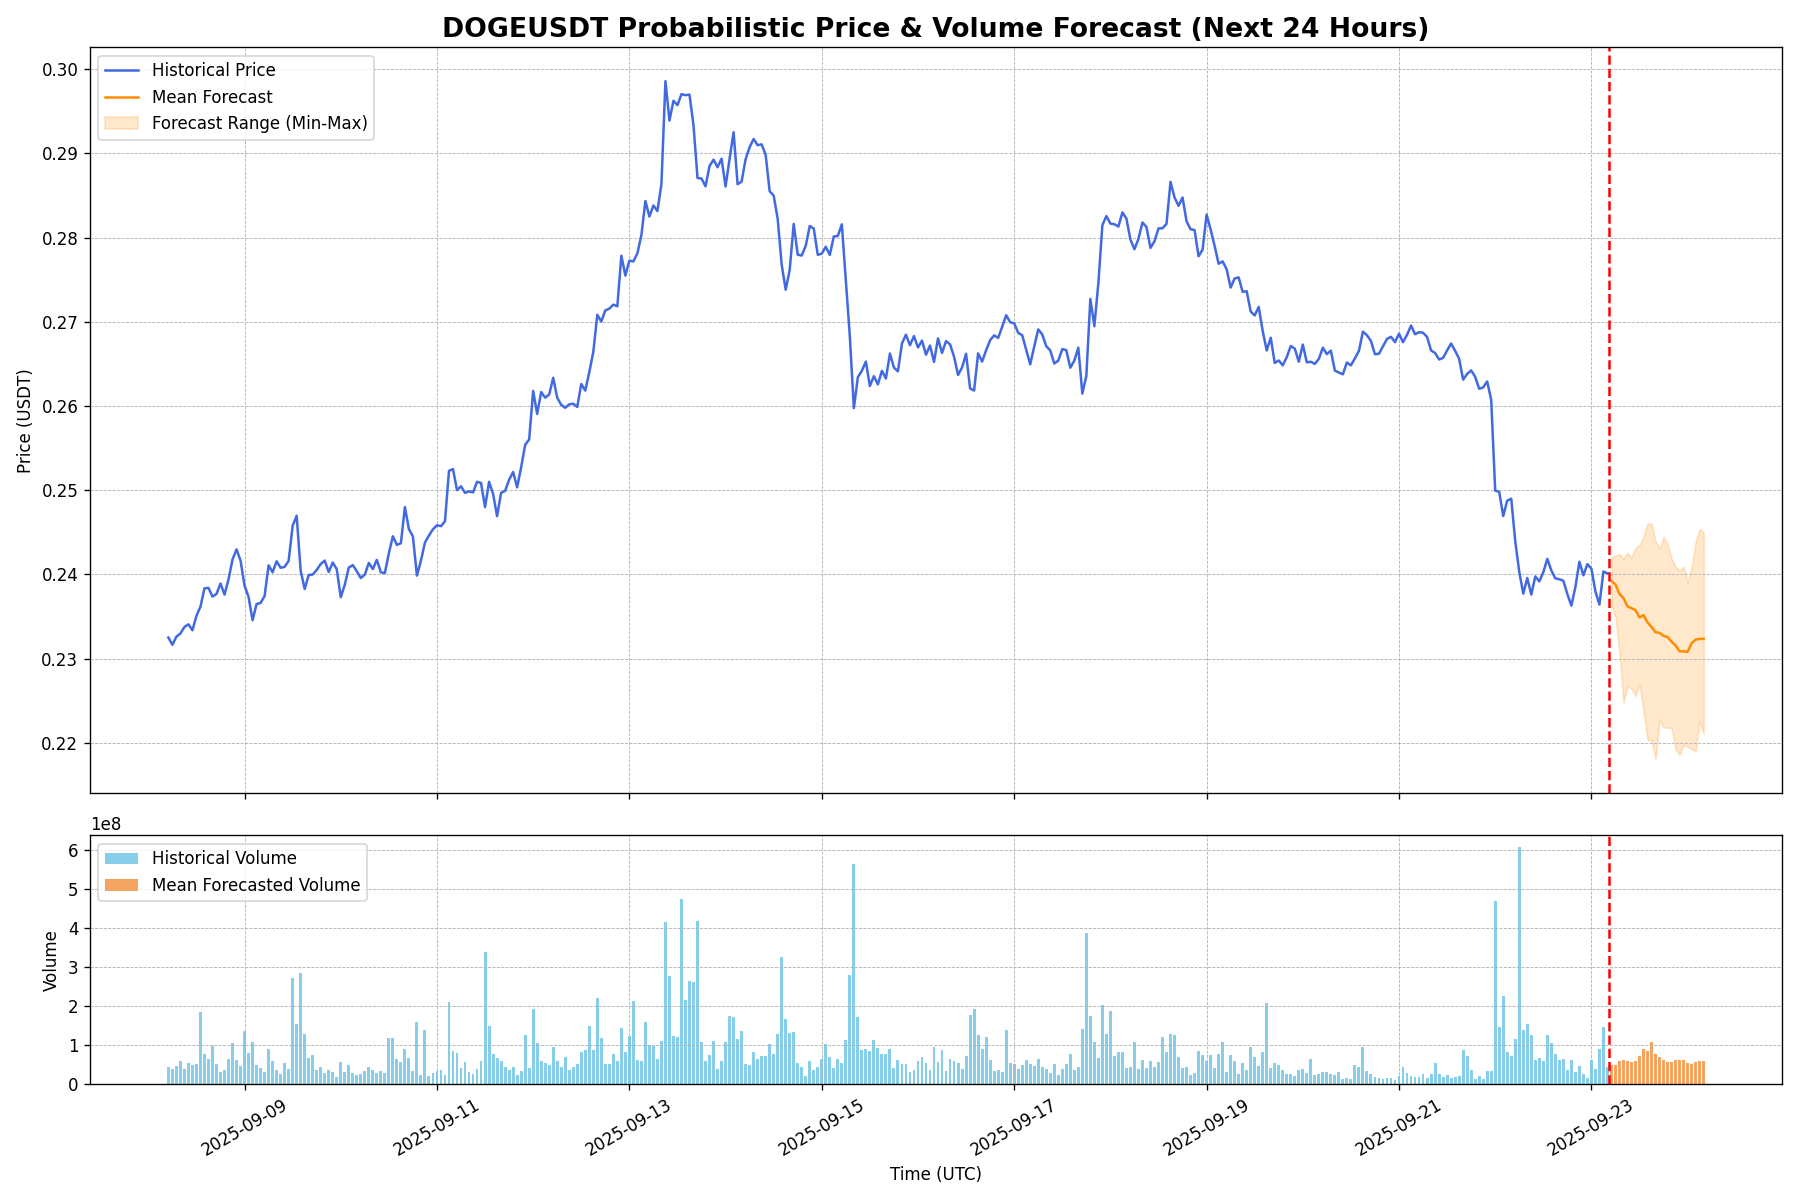 DOGEUSDT Probabilistic Price & Volume Forecast (Next 24 Hours)
Historical Price
Mean Forecast
Forecast Range (Min-Max)
Price (USDT)
0.30
0.29
0.28
0.27
0.26
0.25
0.24
0.23
0.22
1e8
Historical Volume
Mean Forecasted Volume
Volume
6
5
4
3
2
1
0
2025-09-09
2025-09-11
2025-09-13
2025-09-15
2025-09-17
2025-09-19
2025-09-21
2025-09-23
Time (UTC)